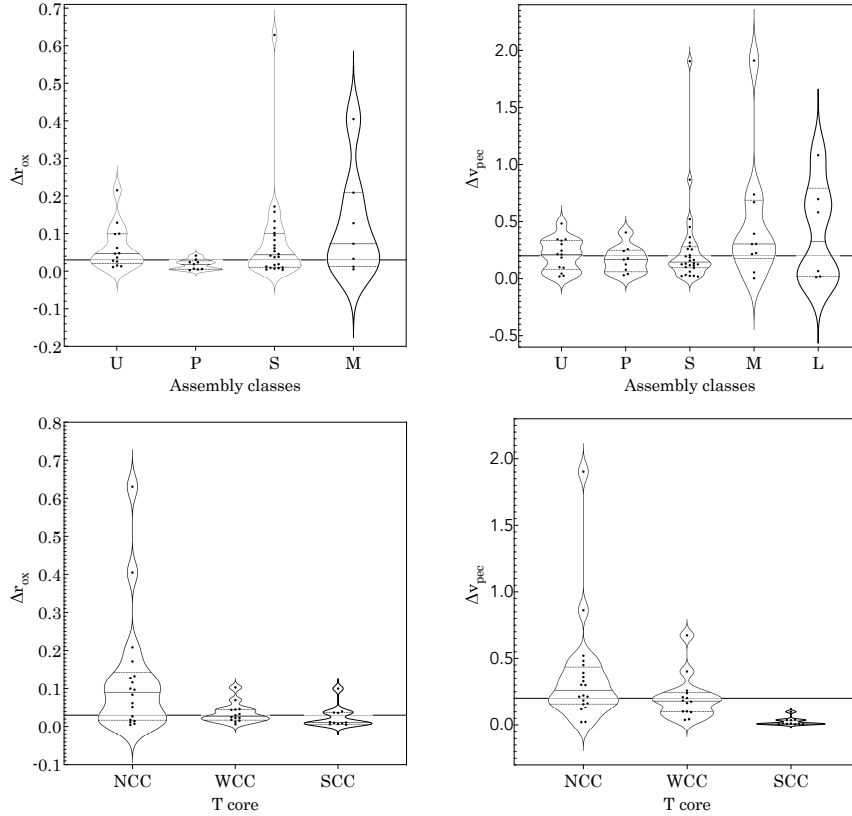 0.7
0.6
0.5
0.4
0.3
0.2
0.1
0.0
-0.1
-0.2
Δr_ox
U P S M
Assembly classes
2.0
1.5
1.0
0.5
0.0
-0.5
Δv_pec
U P S M L
Assembly classes
0.8
0.7
0.6
0.5
0.4
0.3
0.2
0.1
0.0
-0.1
Δr_ox
NCC WCC SCC
T core
2.0
1.5
1.0
0.5
0.0
Δv_pec
NCC WCC SCC
T core